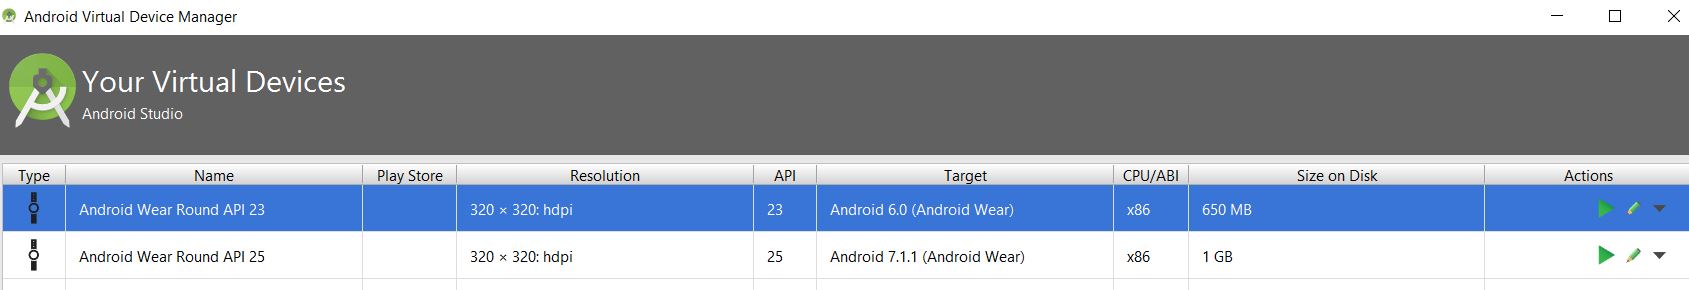 Android Virtual Device Manager
Your Virtual Devices
Android Studio
Type Name Play Store Resolution API Target CPU/ABI Size on Disk Actions
Android Wear Round API 23 320 × 320: hdpi 23 Android 6.0 (Android Wear) x86 650 MB
Android Wear Round API 25 320 × 320: hdpi 25 Android 7.1.1 (Android Wear) x86 1 GB